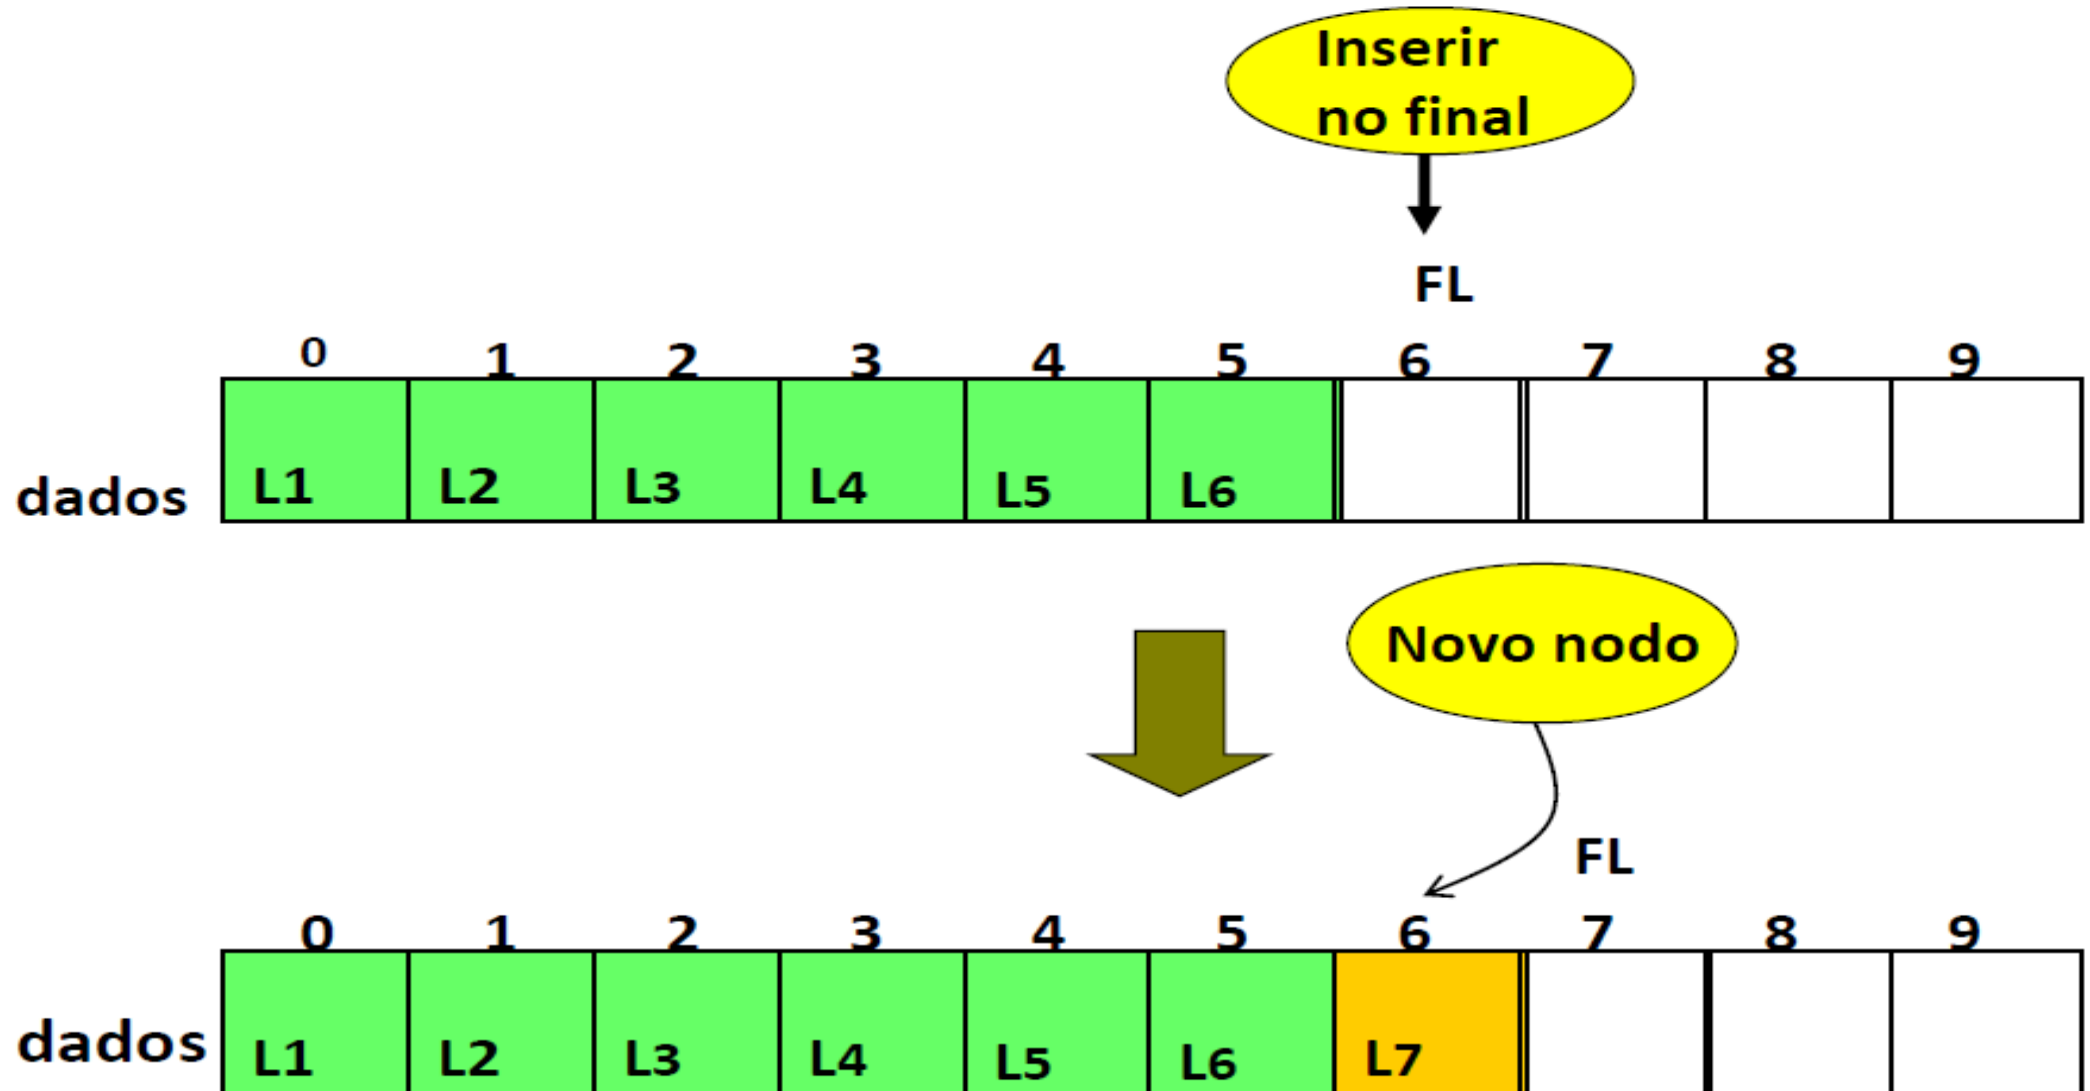 Inserir
no final
FL
0 1 2 3 4 5 6 7 8 9
dados L1 L2 L3 L4 L5 L6
Novo nodo
FL
0 1 2 3 4 5 6 7 8 9
dados L1 L2 L3 L4 L5 L6 L7